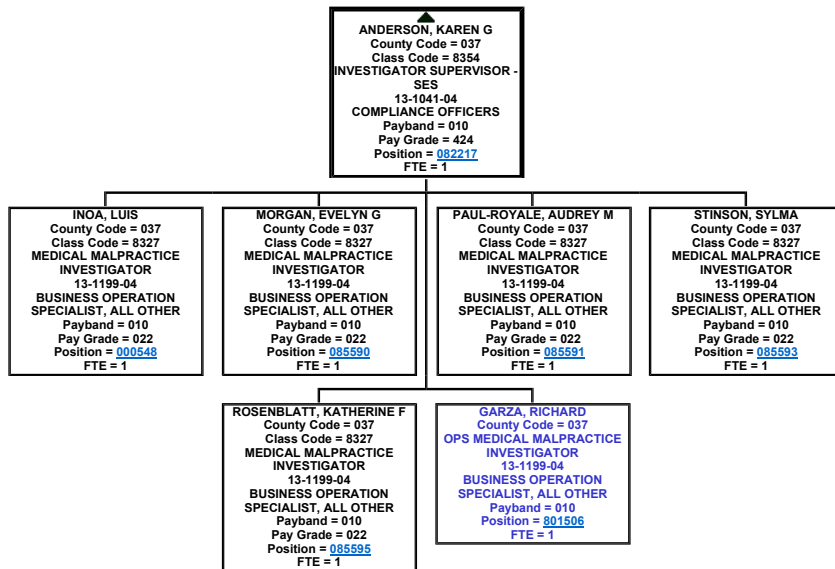 ANDERSON, KAREN G
County Code = 037
Class Code = 8354
INVESTIGATOR SUPERVISOR -
SES
13-1041-04
COMPLIANCE OFFICERS
Payband = 010
Pay Grade = 424
Position = 082217
FTE = 1
INOA, LUIS
County Code = 037
Class Code = 8327
MEDICAL MALPRACTICE
INVESTIGATOR
13-1199-04
BUSINESS OPERATION
SPECIALIST, ALL OTHER
Payband = 010
Pay Grade = 022
Position = 000548
FTE = 1
MORGAN, EVELYN G
County Code = 037
Class Code = 8327
MEDICAL MALPRACTICE
INVESTIGATOR
13-1199-04
BUSINESS OPERATION
SPECIALIST, ALL OTHER
Payband = 010
Pay Grade = 022
Position = 085590
FTE = 1
PAUL-ROYALE, AUDREY M
County Code = 037
Class Code = 8327
MEDICAL MALPRACTICE
INVESTIGATOR
13-1199-04
BUSINESS OPERATION
SPECIALIST, ALL OTHER
Payband = 010
Pay Grade = 022
Position = 085591
FTE = 1
STINSON, SYLMA
County Code = 037
Class Code = 8327
MEDICAL MALPRACTICE
INVESTIGATOR
13-1199-04
BUSINESS OPERATION
SPECIALIST, ALL OTHER
Payband = 010
Pay Grade = 022
Position = 085593
FTE = 1
ROSENBLATT, KATHERINE F
County Code = 037
Class Code = 8327
MEDICAL MALPRACTICE
INVESTIGATOR
13-1199-04
BUSINESS OPERATION
SPECIALIST, ALL OTHER
Payband = 010
Pay Grade = 022
Position = 085595
FTE = 1
GARZA, RICHARD
County Code = 037
OPS MEDICAL MALPRACTICE
INVESTIGATOR
13-1199-04
BUSINESS OPERATION
SPECIALIST, ALL OTHER
Payband = 010
Position = 801506
FTE = 1